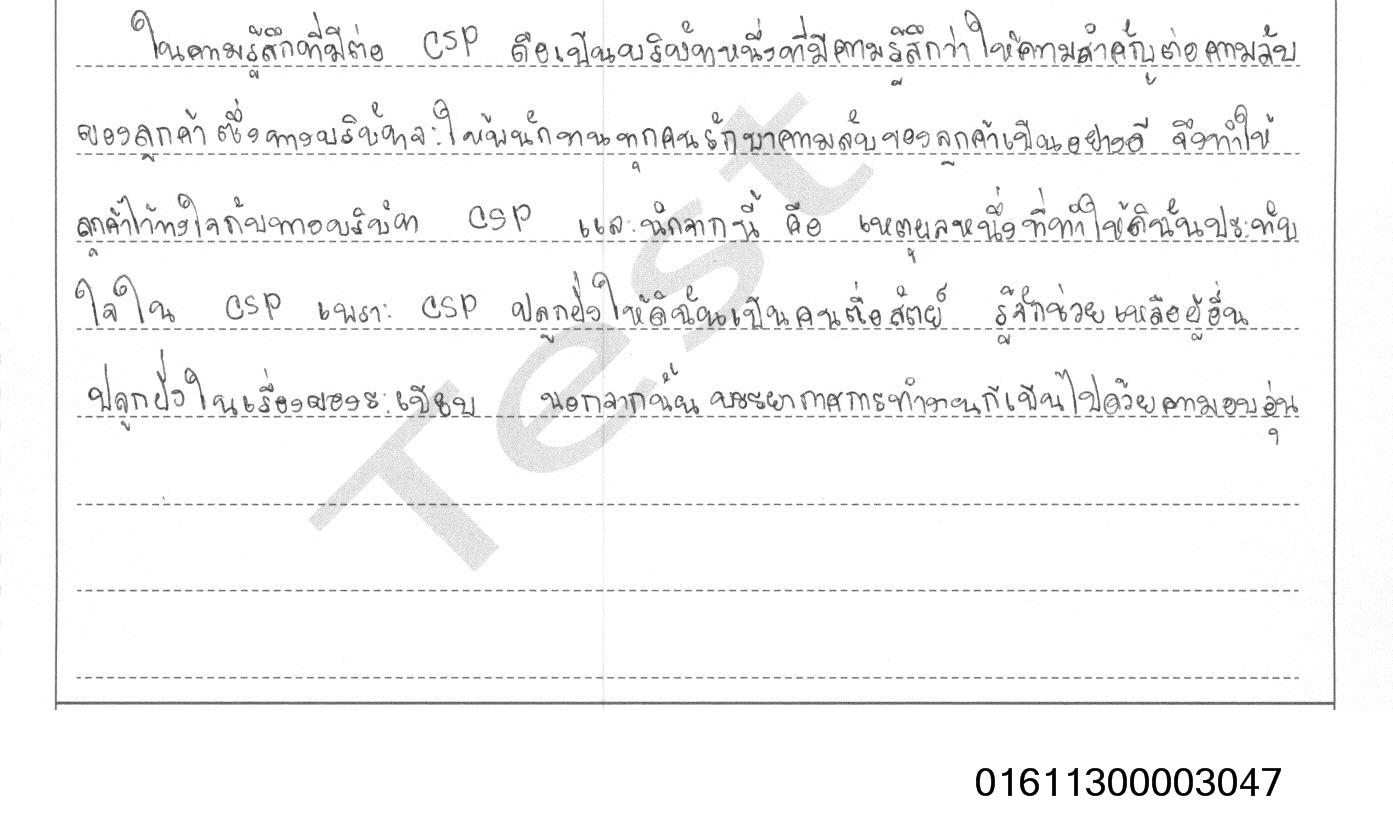 ในความรู้สึกที่มีต่อ CSP คือเป็นบริษัทหนึ่งที่มีความรู้สึกว่าให้ความสำคัญต่อความลับ
ของลูกค้า ซึ่งทางบริษัทจะให้พนักงานทุกคนรักษาความลับของลูกค้าเป็นอย่างดี จึงทำให้
ลูกค้าไว้วางใจกับทางบริษัท CSP และนักจากนี้ คือ เหตุผลหนึ่งที่ทำให้ดิฉันประทับ
ใจใน CSP เพราะ CSP ปลูกฝังให้ดิฉันเป็นคนซื่อสัตย์ รู้จักช่วยเหลือผู้อื่น
ปลูกฝังในเรื่องของระเบียบ นอกจากนั้น บรรยากาศการทำงานก็เป็นไปด้วยความอบอุ่น
Test
01611300003047